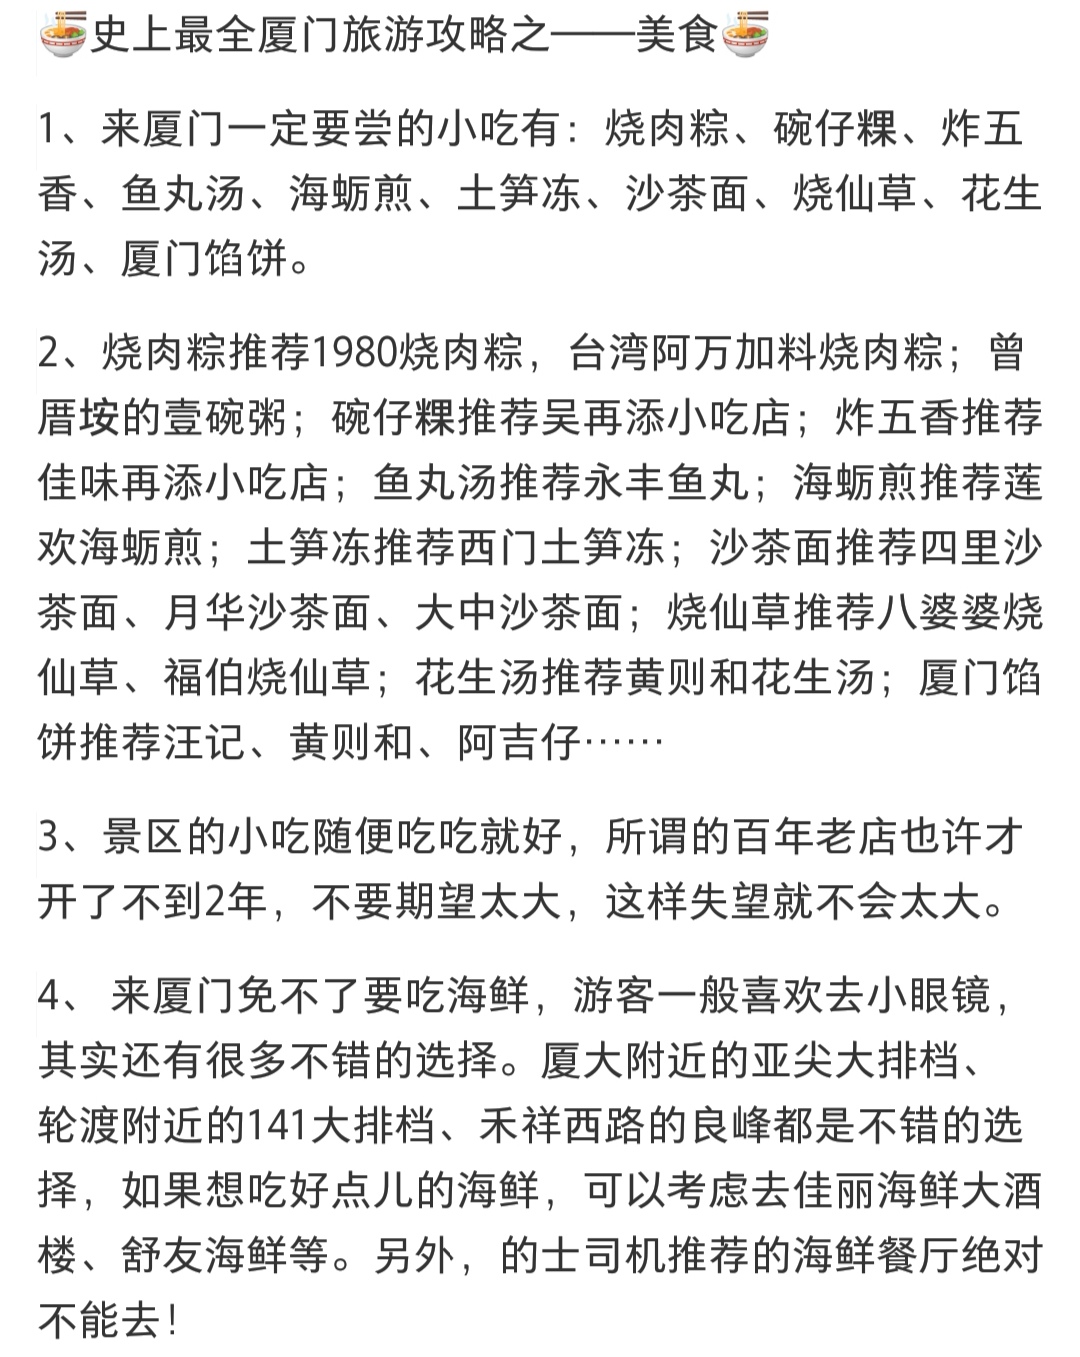 🍜史上最全厦门旅游攻略之——美食🍜
1、来厦门一定要尝的小吃有：烧肉粽、碗仔粿、炸五
香、鱼丸汤、海蛎煎、土笋冻、沙茶面、烧仙草、花生
汤、厦门馅饼。
2、烧肉粽推荐1980烧肉粽，台湾阿万加料烧肉粽；曾
厝垵的壹碗粥；碗仔粿推荐吴再添小吃店；炸五香推荐
佳味再添小吃店；鱼丸汤推荐永丰鱼丸；海蛎煎推荐莲
欢海蛎煎；土笋冻推荐西门土笋冻；沙茶面推荐四里沙
茶面、月华沙茶面、大中沙茶面；烧仙草推荐八婆婆烧
仙草、福伯烧仙草；花生汤推荐黄则和花生汤；厦门馅
饼推荐汪记、黄则和、阿吉仔……
3、景区的小吃随便吃吃就好，所谓的百年老店也许才
开了不到2年，不要期望太大，这样失望就不会太大。
4、 来厦门免不了要吃海鲜，游客一般喜欢去小眼镜，
其实还有很多不错的选择。厦大附近的亚尖大排档、
轮渡附近的141大排档、禾祥西路的良峰都是不错的选
择，如果想吃好点儿的海鲜，可以考虑去佳丽海鲜大酒
楼、舒友海鲜等。另外，的士司机推荐的海鲜餐厅绝对
不能去！